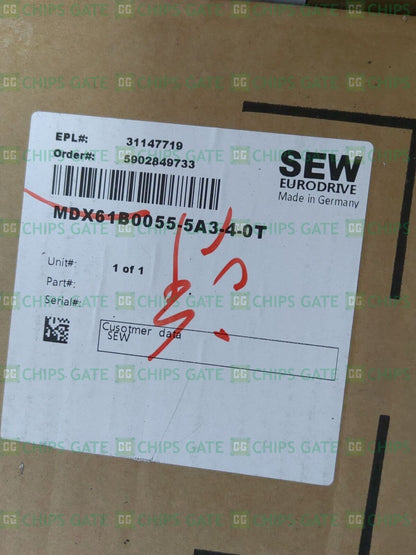 EPL#: 31147719
Order#: 5902849733
SEW
EURODRIVE
Made in Germany
MDX61B0055-5A3-4-0T
Unit#: 1 of 1
Part#:
Serial#:
Cusotmer data
SEW
CHIPS GATE